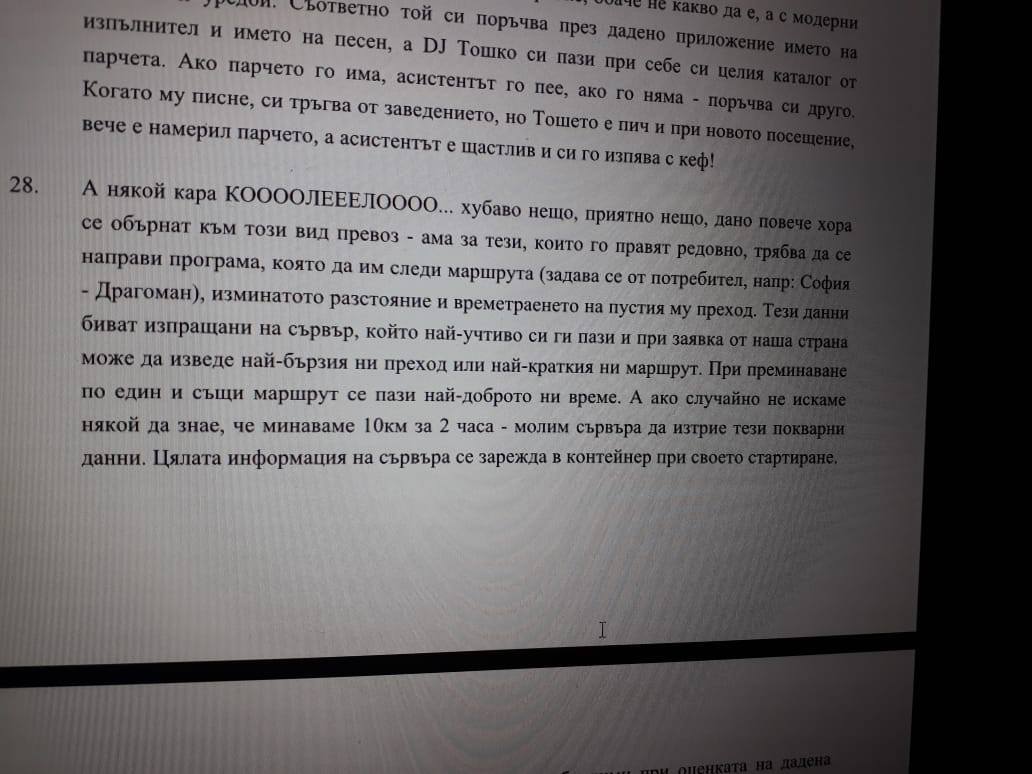 уредби. Съответно той си поръчва през дадено приложение името на
не какво да е, а с модерни
изпълнител и името на песен, а DJ Тошко си пази при себе си целия каталог от
парчета. Ако парчето го има, асистентът го пее, ако го няма - поръчва си друго.
Когато му писне, си тръгва от заведението, но Тошето е пич и при новото посещение,
вече е намерил парчето, а асистентът е щастлив и си го изпява с кеф!
28. А някой кара КООООЛЕЕЕЛОООО... хубаво нещо, приятно нещо, дано повече хора
се обърнат към този вид превоз - ама за тези, които го правят редовно, трябва да се
направи програма, която да им следи маршрута (задава се от потребител, напр: София
- Драгоман), изминатото разстояние и времетраенето на пустия му преход. Тези данни
биват изпращани на сървър, който най-учтиво си ги пази и при заявка от наша страна
може да изведе най-бързия ни преход или най-краткия ни маршрут. При преминаване
по един и същи маршрут се пази най-доброто ни време. А ако случайно не искаме
някой да знае, че минаваме 10км за 2 часа - молим сървъра да изтрие тези покварни
данни. Цялата информация на сървъра се зарежда в контейнер при своето стартиране.
при оценката на дадена